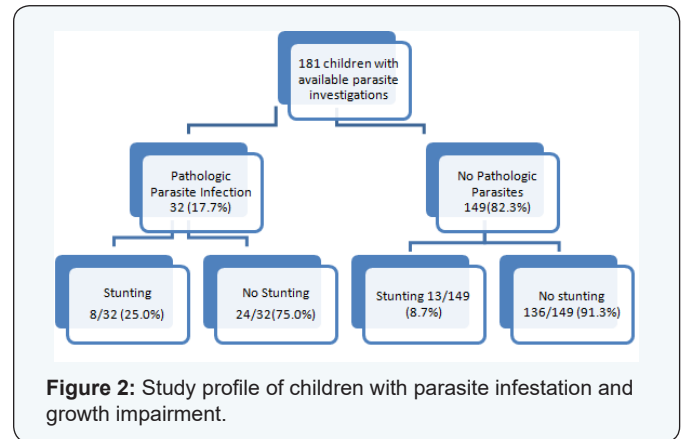 181 children with
available parasite
investigations
Pathologic
Parasite Infection
32 (17.7%)
No Pathologic
Parasites
149(82.3%)
Stunting
8/32 (25.0%)
No Stunting
24/32(75.0%)
Stunting 13/149
(8.7%)
No stunting
136/149 (91.3%)
Figure 2: Study profile of children with parasite infestation and
growth impairment.